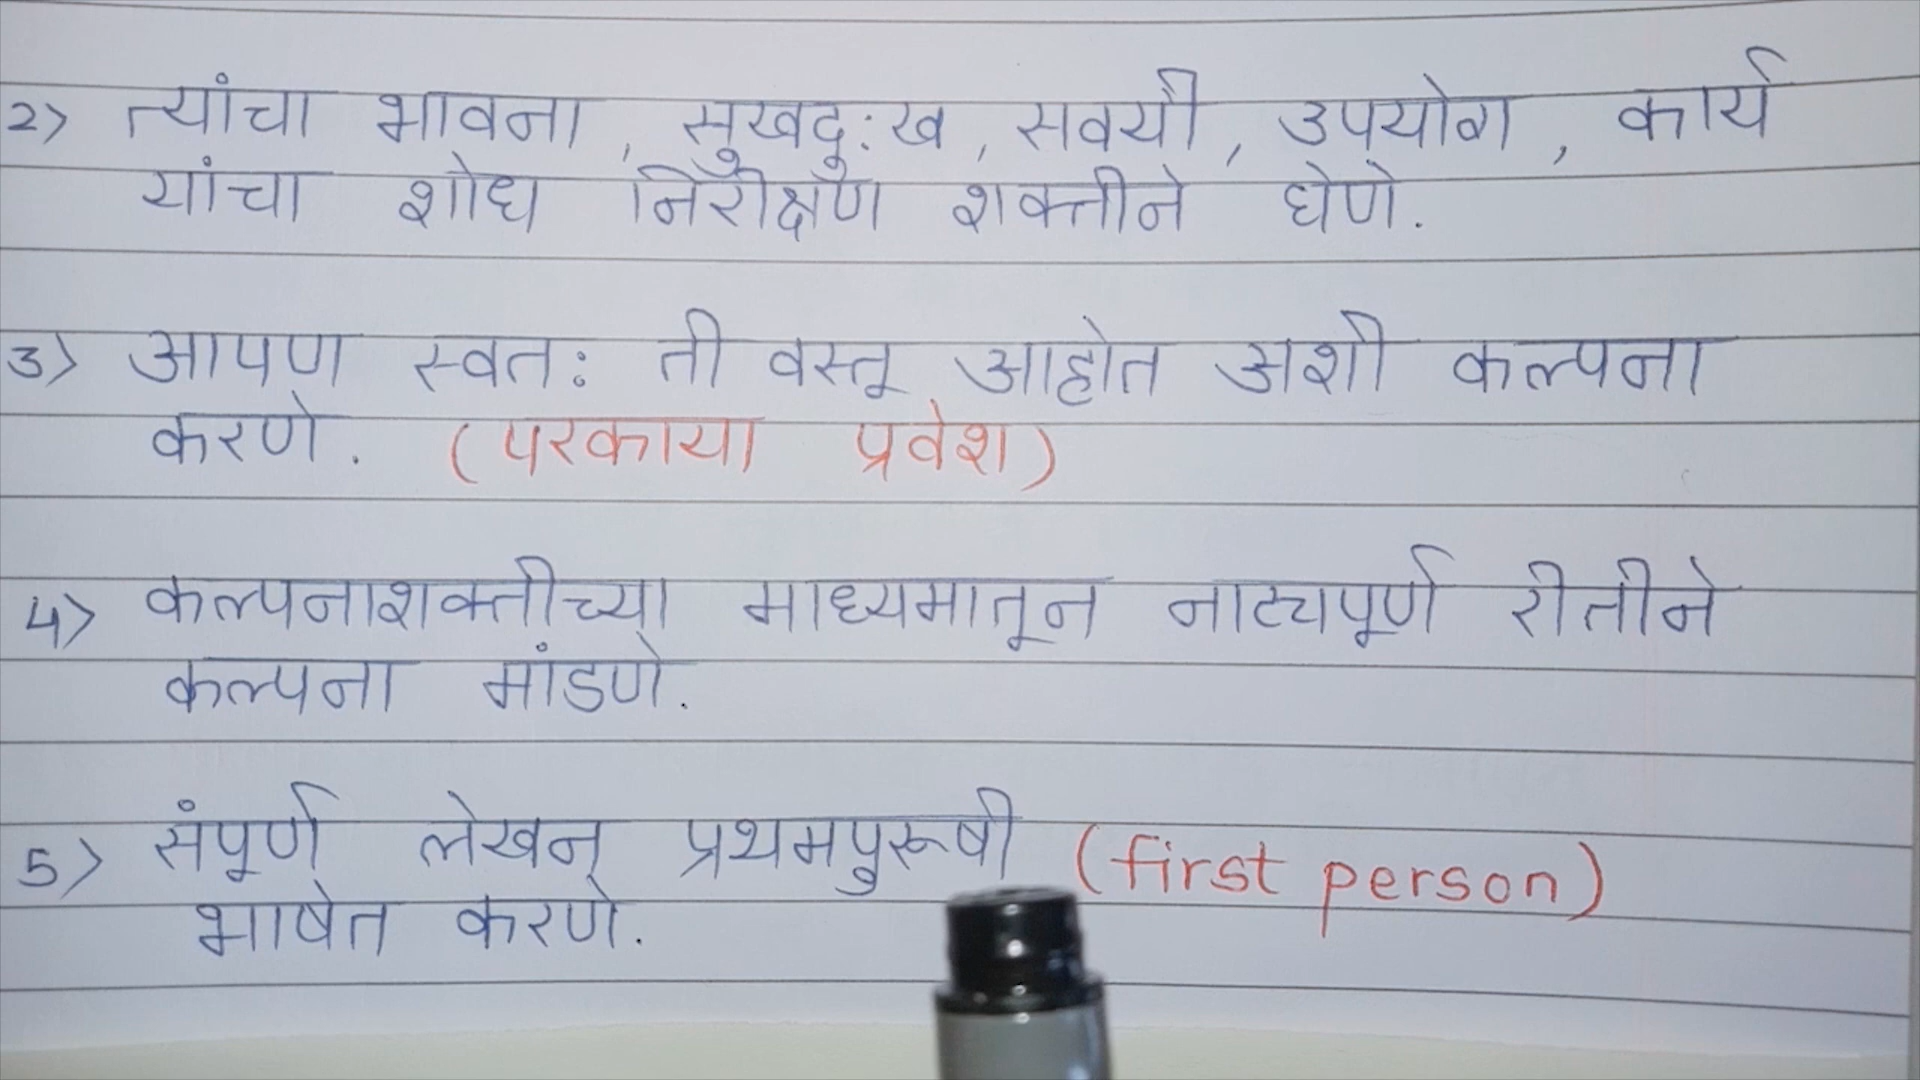 2) त्यांचा भावना, सुखदुःख, सवयी, उपयोग, कार्य
यांचा शोध निरीक्षण शक्तीने घेणे.
3) आपण स्वतः ती वस्तू आहोत अशी कल्पना
करणे. (परकाया प्रवेश)
4) कल्पनाशक्तीच्या माध्यमातून नाट्यपूर्ण रीतीने
कल्पना मांडणे.
5) संपूर्ण लेखन प्रथमपुरूषी (first person)
भाषेत करणे.